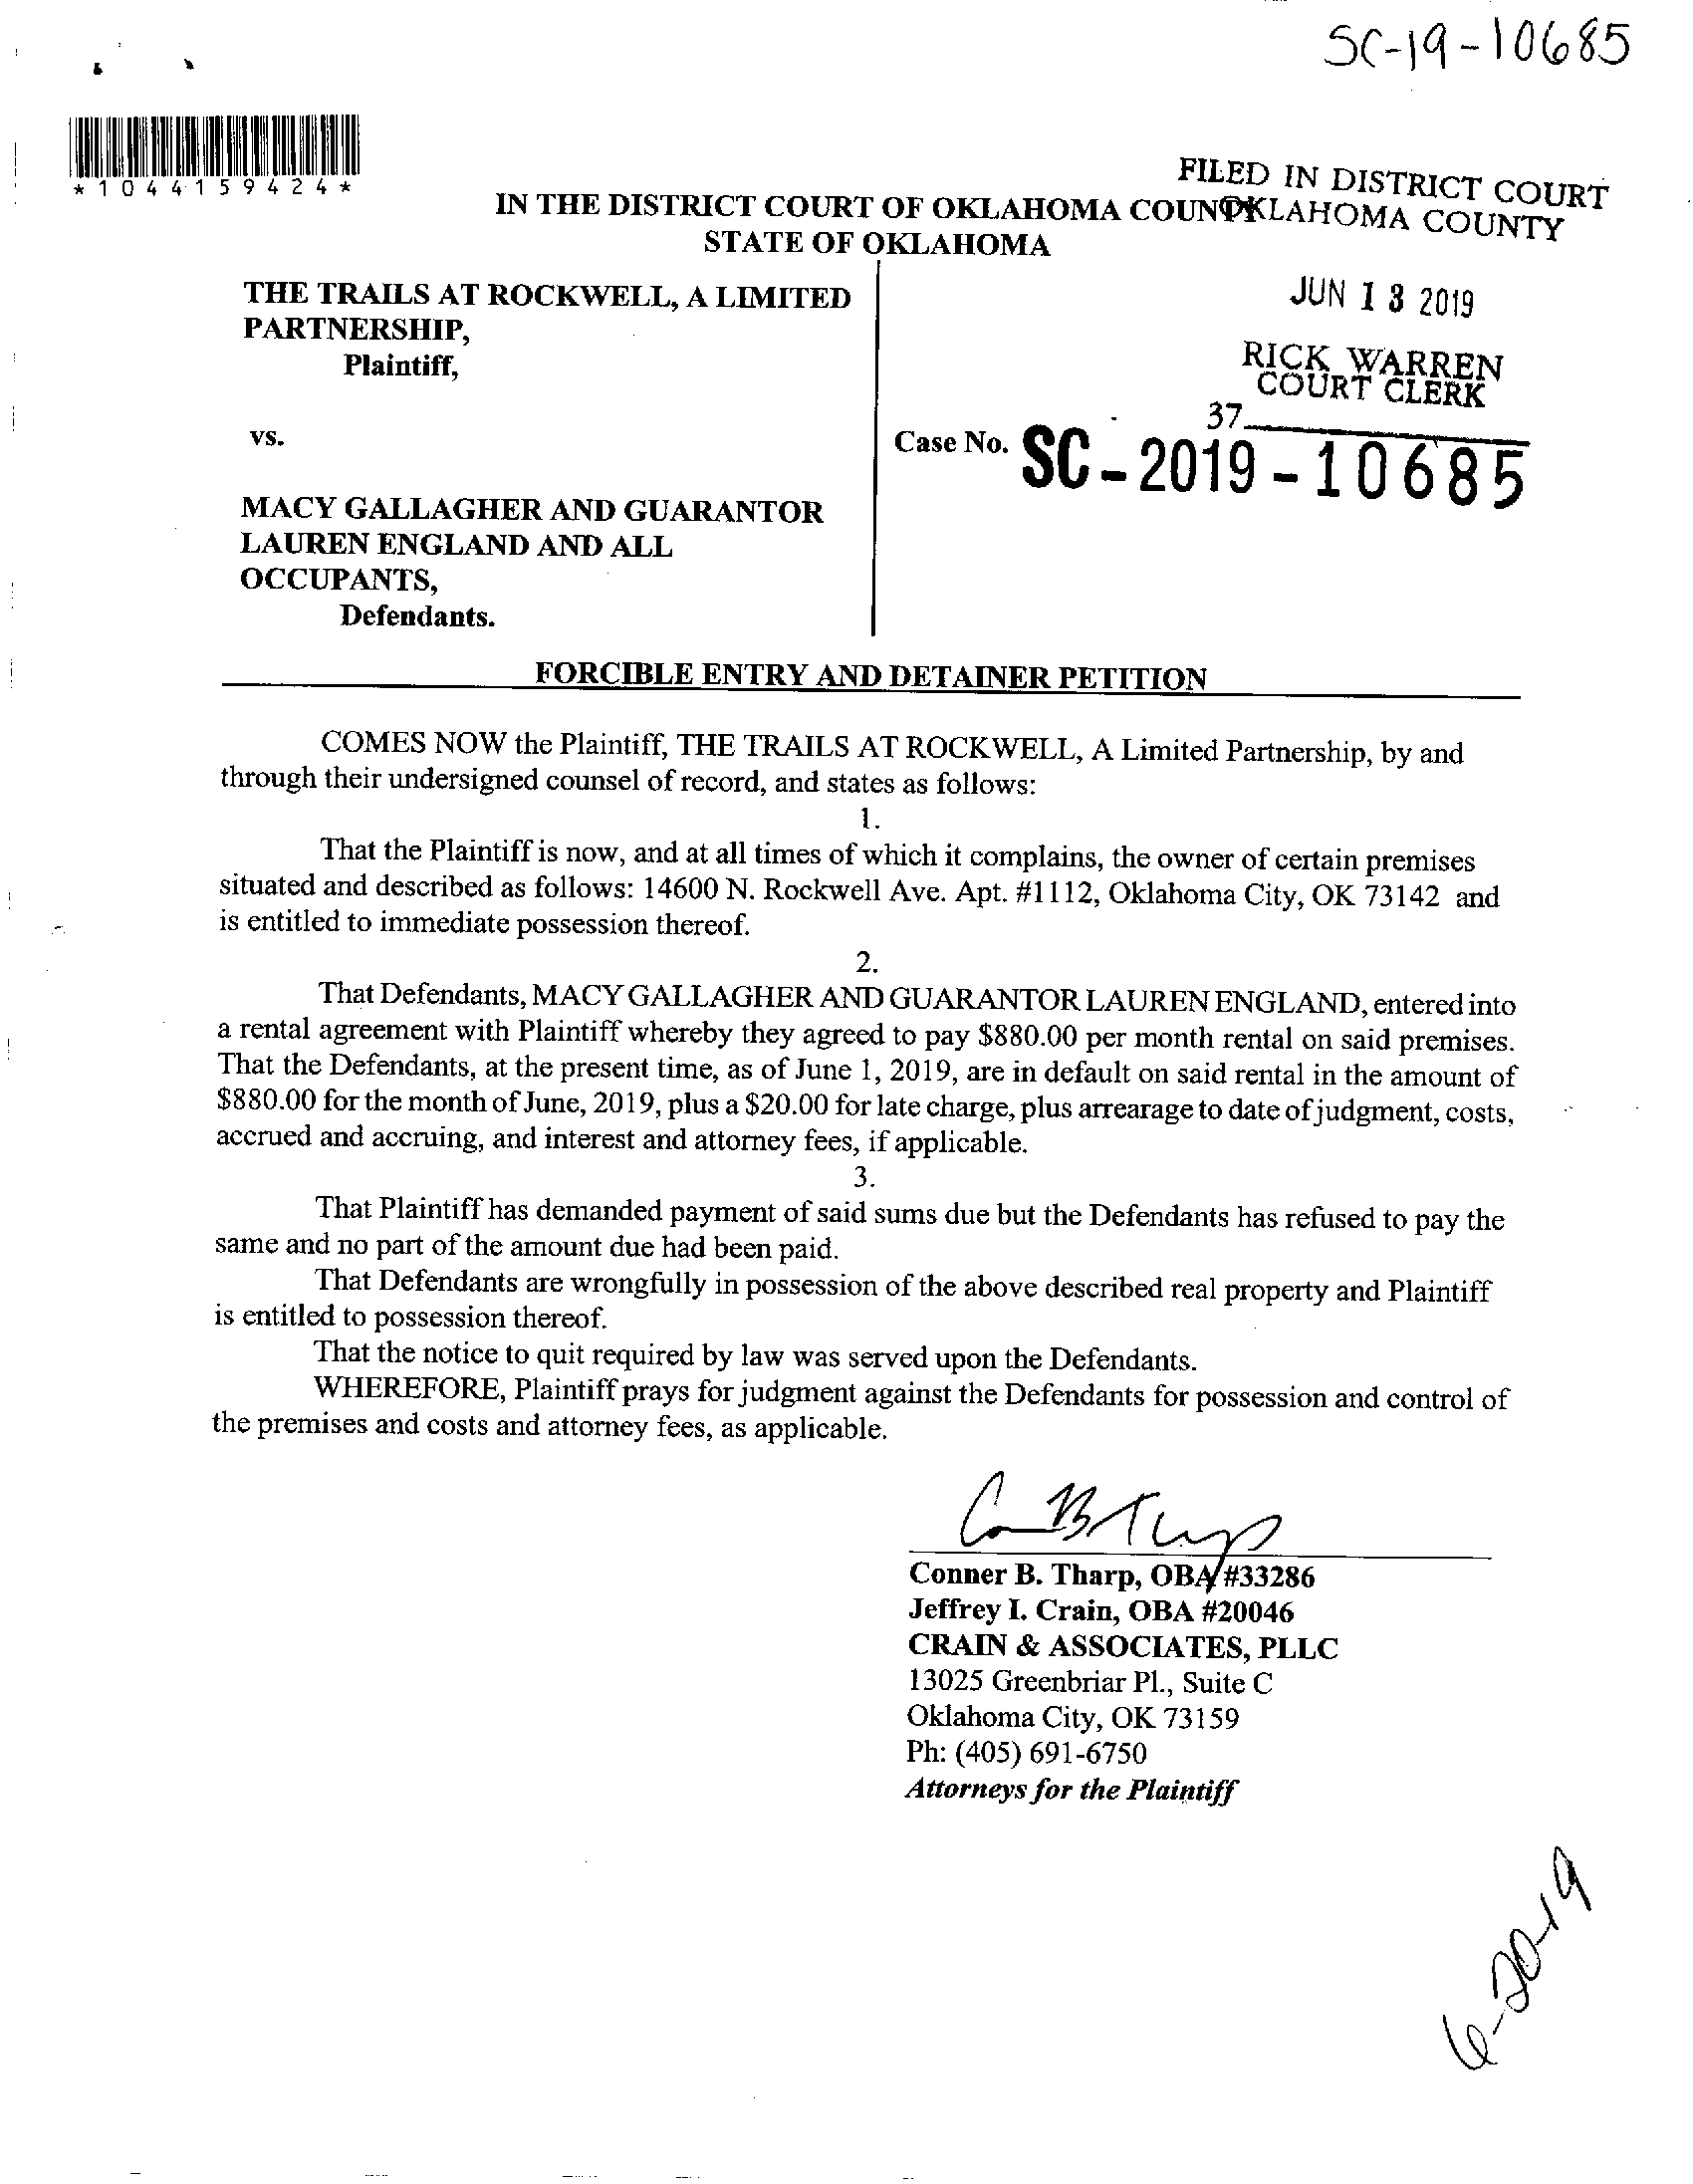 SC-19-10685
*1044159424*
FILED IN DISTRICT COURT
OKLAHOMA COUNTY
IN THE DISTRICT COURT OF OKLAHOMA COUNTY
STATE OF OKLAHOMA
THE TRAILS AT ROCKWELL, A LIMITED
PARTNERSHIP,
Plaintiff,
JUN 13 2019
RICK WARREN
COURT CLERK
37
vs.
Case No. SC-2019-10685
MACY GALLAGHER AND GUARANTOR
LAUREN ENGLAND AND ALL
OCCUPANTS,
Defendants.
FORCIBLE ENTRY AND DETAINER PETITION
COMES NOW the Plaintiff, THE TRAILS AT ROCKWELL, A Limited Partnership, by and
through their undersigned counsel of record, and states as follows:
1.
That the Plaintiff is now, and at all times of which it complains, the owner of certain premises
situated and described as follows: 14600 N. Rockwell Ave. Apt. #1112, Oklahoma City, OK 73142 and
is entitled to immediate possession thereof.
2.
That Defendants, MACY GALLAGHER AND GUARANTOR LAUREN ENGLAND, entered into
a rental agreement with Plaintiff whereby they agreed to pay $880.00 per month rental on said premises.
That the Defendants, at the present time, as of June 1, 2019, are in default on said rental in the amount of
$880.00 for the month of June, 2019, plus a $20.00 for late charge, plus arrearage to date of judgment, costs,
accrued and accruing, and interest and attorney fees, if applicable.
3.
That Plaintiff has demanded payment of said sums due but the Defendants has refused to pay the
same and no part of the amount due had been paid.
That Defendants are wrongfully in possession of the above described real property and Plaintiff
is entitled to possession thereof.
That the notice to quit required by law was served upon the Defendants.
WHEREFORE, Plaintiff prays for judgment against the Defendants for possession and control of
the premises and costs and attorney fees, as applicable.
Conner B. Tharp, OBA #33286
Jeffrey I. Crain, OBA #20046
CRAIN & ASSOCIATES, PLLC
13025 Greenbriar Pl., Suite C
Oklahoma City, OK 73159
Ph: (405) 691-6750
Attorneys for the Plaintiff
6-20-19